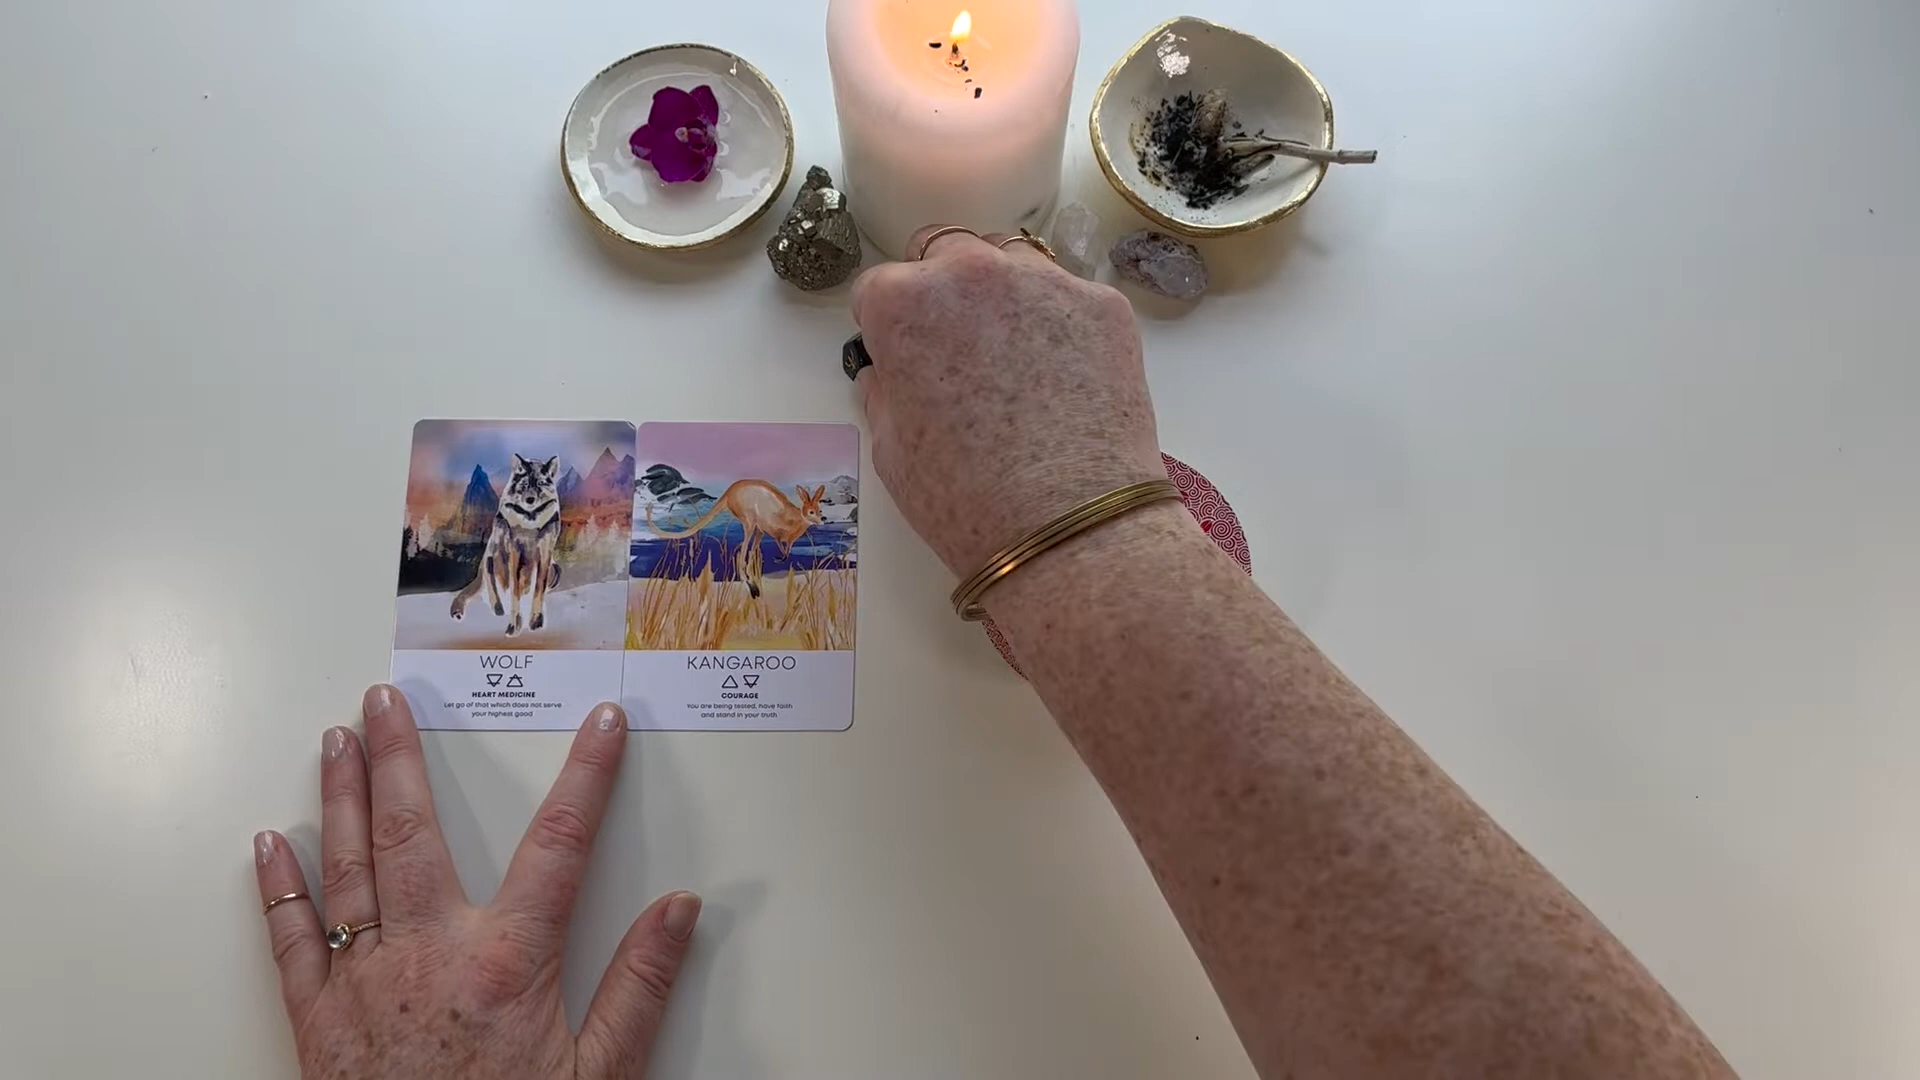 WOLF
HEART MEDICINE
Let go of that which does not serve
your highest good
KANGAROO
COURAGE
You are being tested, have faith
and stand in your truth